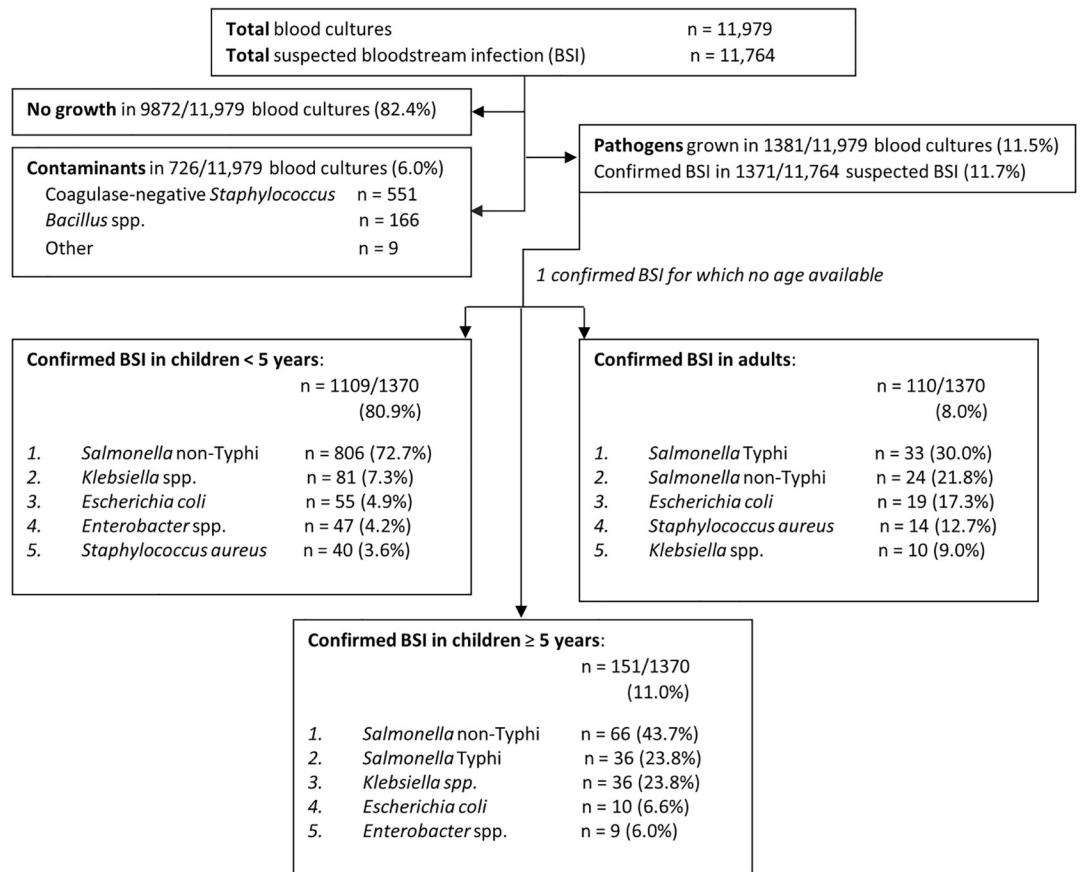 Total blood cultures n = 11,979
Total suspected bloodstream infection (BSI) n = 11,764
No growth in 9872/11,979 blood cultures (82.4%)
Pathogens grown in 1381/11,979 blood cultures (11.5%)
Confirmed BSI in 1371/11,764 suspected BSI (11.7%)
Contaminants in 726/11,979 blood cultures (6.0%)
Coagulase-negative Staphylococcus n = 551
Bacillus spp. n = 166
Other n = 9
1 confirmed BSI for which no age available
Confirmed BSI in children < 5 years:
n = 1109/1370
(80.9%)
1. Salmonella non-Typhi n = 806 (72.7%)
2. Klebsiella spp. n = 81 (7.3%)
3. Escherichia coli n = 55 (4.9%)
4. Enterobacter spp. n = 47 (4.2%)
5. Staphylococcus aureus n = 40 (3.6%)
Confirmed BSI in adults:
n = 110/1370
(8.0%)
1. Salmonella Typhi n = 33 (30.0%)
2. Salmonella non-Typhi n = 24 (21.8%)
3. Escherichia coli n = 19 (17.3%)
4. Staphylococcus aureus n = 14 (12.7%)
5. Klebsiella spp. n = 10 (9.0%)
Confirmed BSI in children ≥ 5 years:
n = 151/1370
(11.0%)
1. Salmonella non-Typhi n = 66 (43.7%)
2. Salmonella Typhi n = 36 (23.8%)
3. Klebsiella spp. n = 36 (23.8%)
4. Escherichia coli n = 10 (6.6%)
5. Enterobacter spp. n = 9 (6.0%)